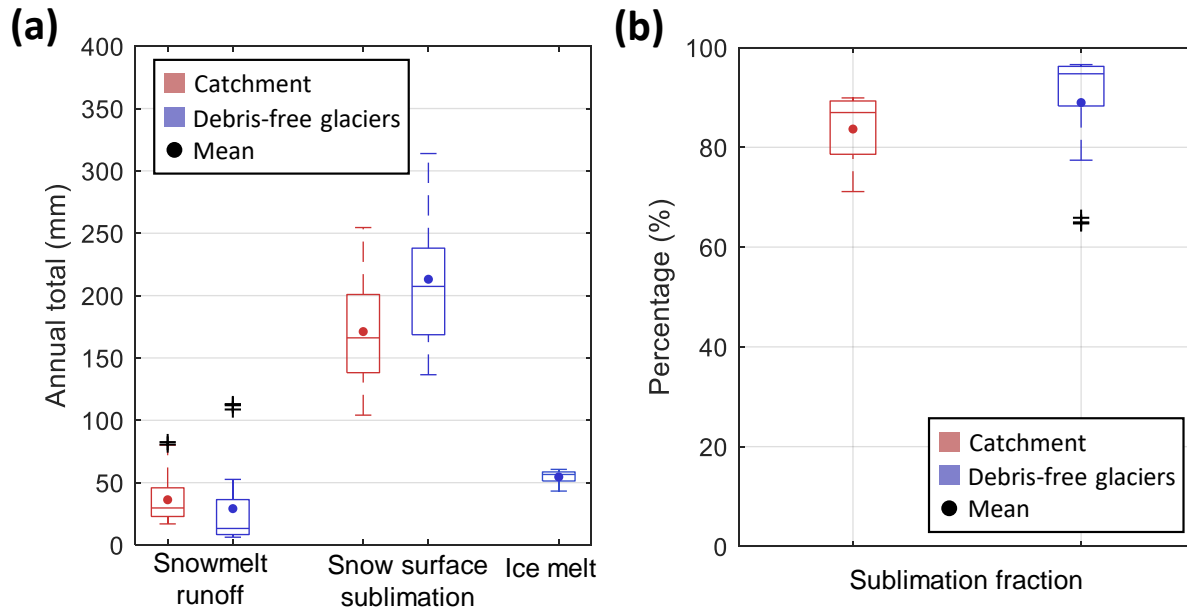 (a)
Annual total (mm)
400
350
300
250
200
150
100
50
0
Catchment
Debris-free glaciers
Mean
Snowmelt
runoff
Snow surface
sublimation
Ice melt
(b)
Percentage (%)
100
80
60
40
20
0
Catchment
Debris-free glaciers
Mean
Sublimation fraction